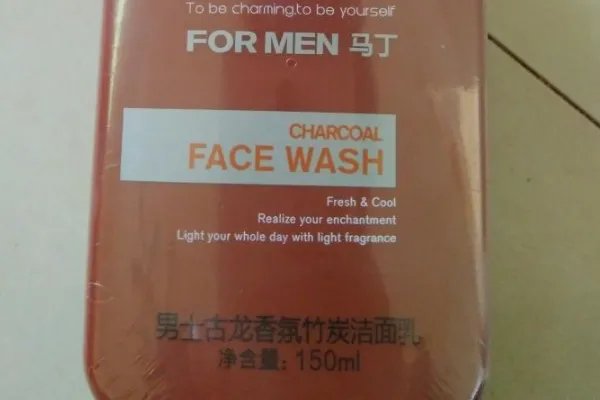 To be charming,to be yourself
FOR MEN 马丁
CHARCOAL
FACE WASH
Fresh & Cool
Realize your enchantment
Light your whole day with light fragrance
男士古龙香氛竹炭洁面乳
净含量: 150ml